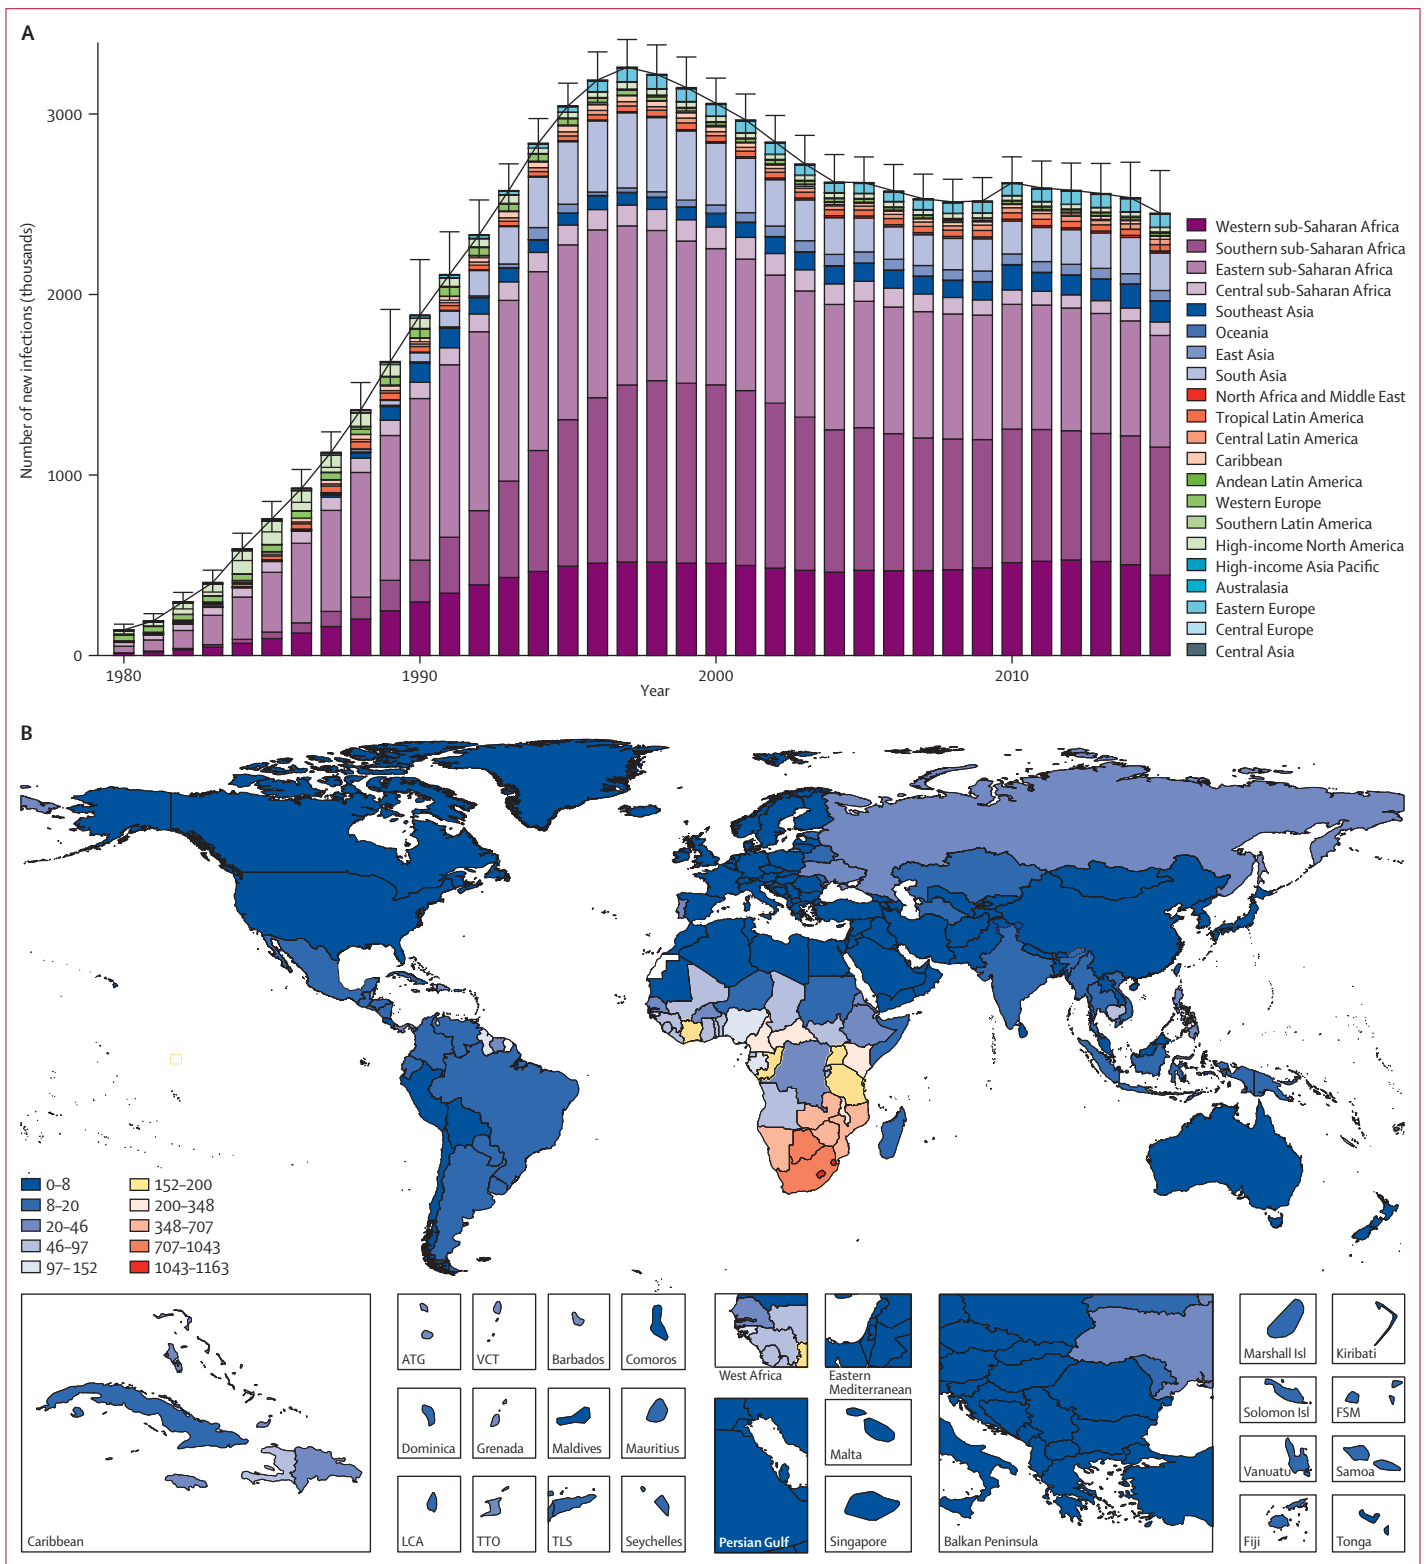 A
3000
2000
1000
0
Number of new infections (thousands)
1980
1990
2000
2010
Year
Western sub-Saharan Africa
Southern sub-Saharan Africa
Eastern sub-Saharan Africa
Central sub-Saharan Africa
Southeast Asia
Oceania
East Asia
South Asia
North Africa and Middle East
Tropical Latin America
Central Latin America
Caribbean
Andean Latin America
Western Europe
Southern Latin America
High-income North America
High-income Asia Pacific
Australasia
Eastern Europe
Central Europe
Central Asia
B
0–8
8–20
20–46
46–97
97–152
152–200
200–348
348–707
707–1043
1043–1163
Caribbean
ATG
VCT
Barbados
Comoros
Dominica
Grenada
Maldives
Mauritius
LCA
TTO
TLS
Seychelles
West Africa
Eastern
Mediterranean
Persian Gulf
Malta
Singapore
Balkan Peninsula
Marshall Isl
Kiribati
Solomon Isl
FSM
Vanuatu
Samoa
Fiji
Tonga